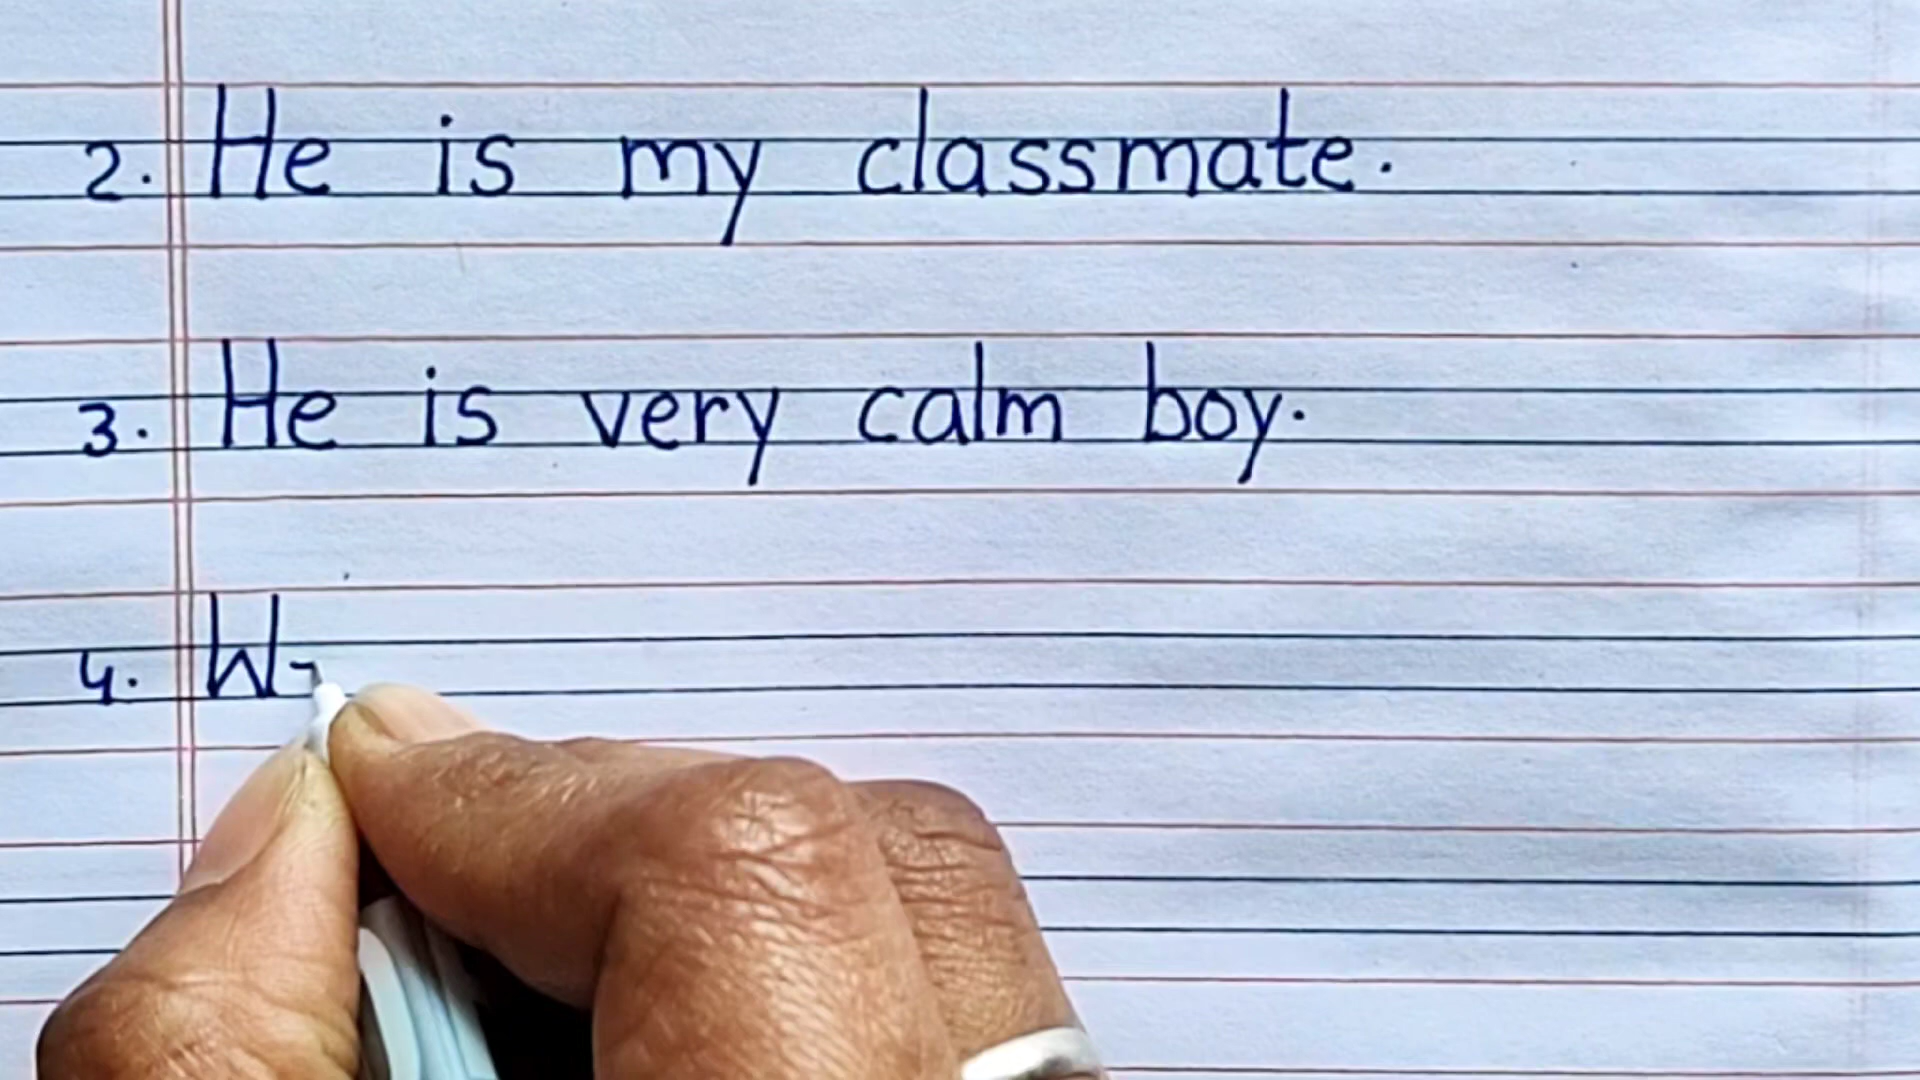 2. He is my classmate.
3. He is very calm boy.
4. W